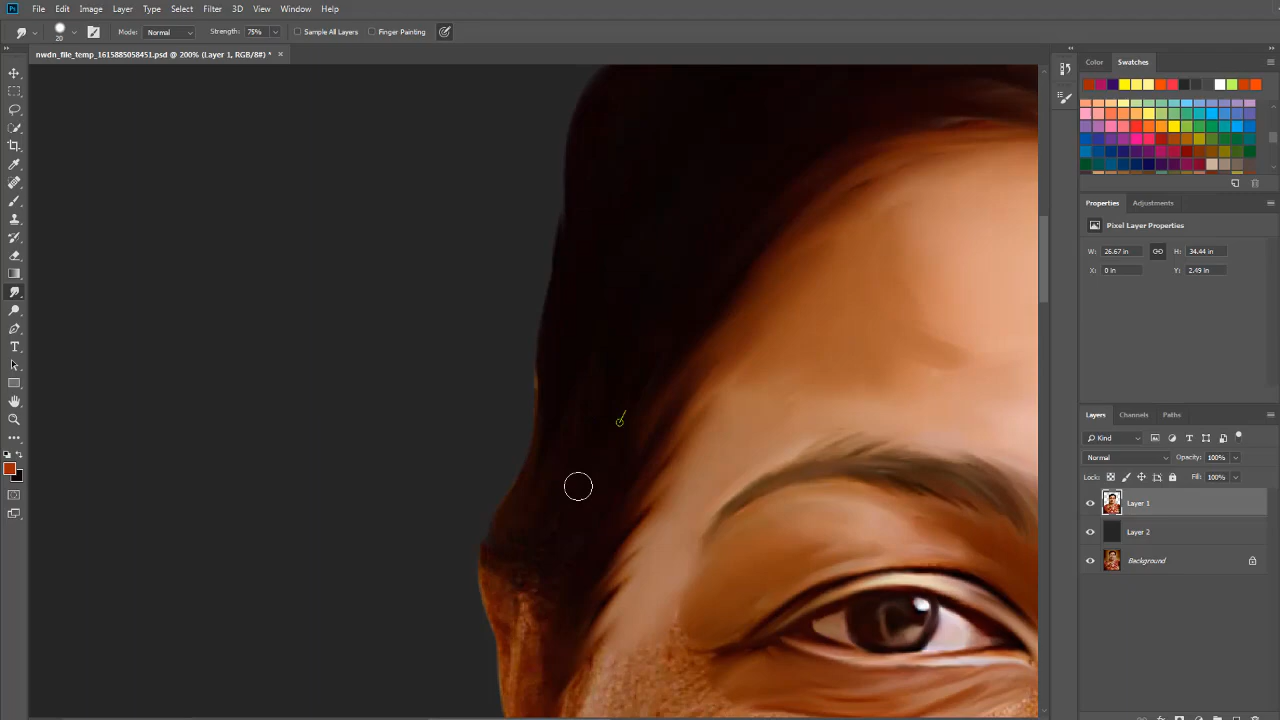 Ps File Edit Image Layer Type Select Filter 3D View Window Help
20 Mode: Normal Strength: 75% Sample All Layers Finger Painting
nwdn_file_temp_1615885058451.psd @ 200% (Layer 1, RGB/8#) * ×
Color Swatches
Properties Adjustments
Pixel Layer Properties
W: 26.67 in H: 34.44 in
X: 0 in Y: 2.49 in
Layers Channels Paths
Kind
Normal Opacity: 100%
Lock: Fill: 100%
Layer 1
Layer 2
Background